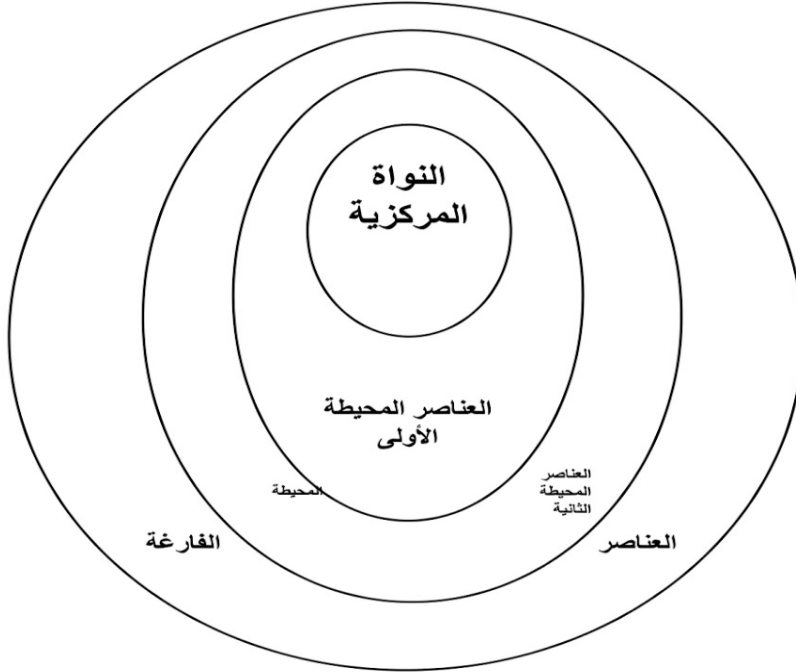 النواة
المركزية
العناصر المحيطة
الأولى
العناصر
المحيطة
الثانية
المحيطة
العناصر
الفارغة